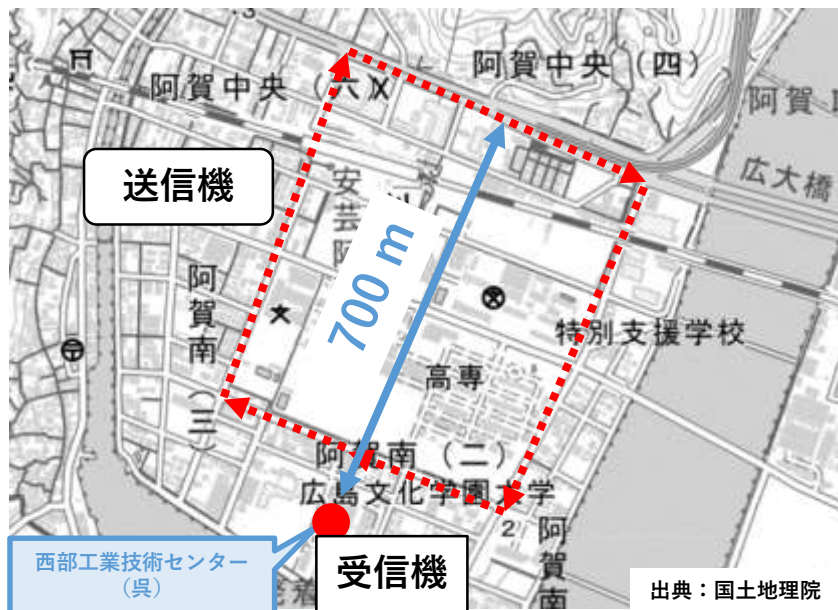 阿賀中央(六)
阿賀中央(四)
阿賀
広大橋
送信機
安芸阿
700 m
阿賀南(三)
特別支援学校
高専
阿賀南(二)
広島文化学園大学
2
阿賀南
西部工業技術センター
(呉)
受信機
出典：国土地理院